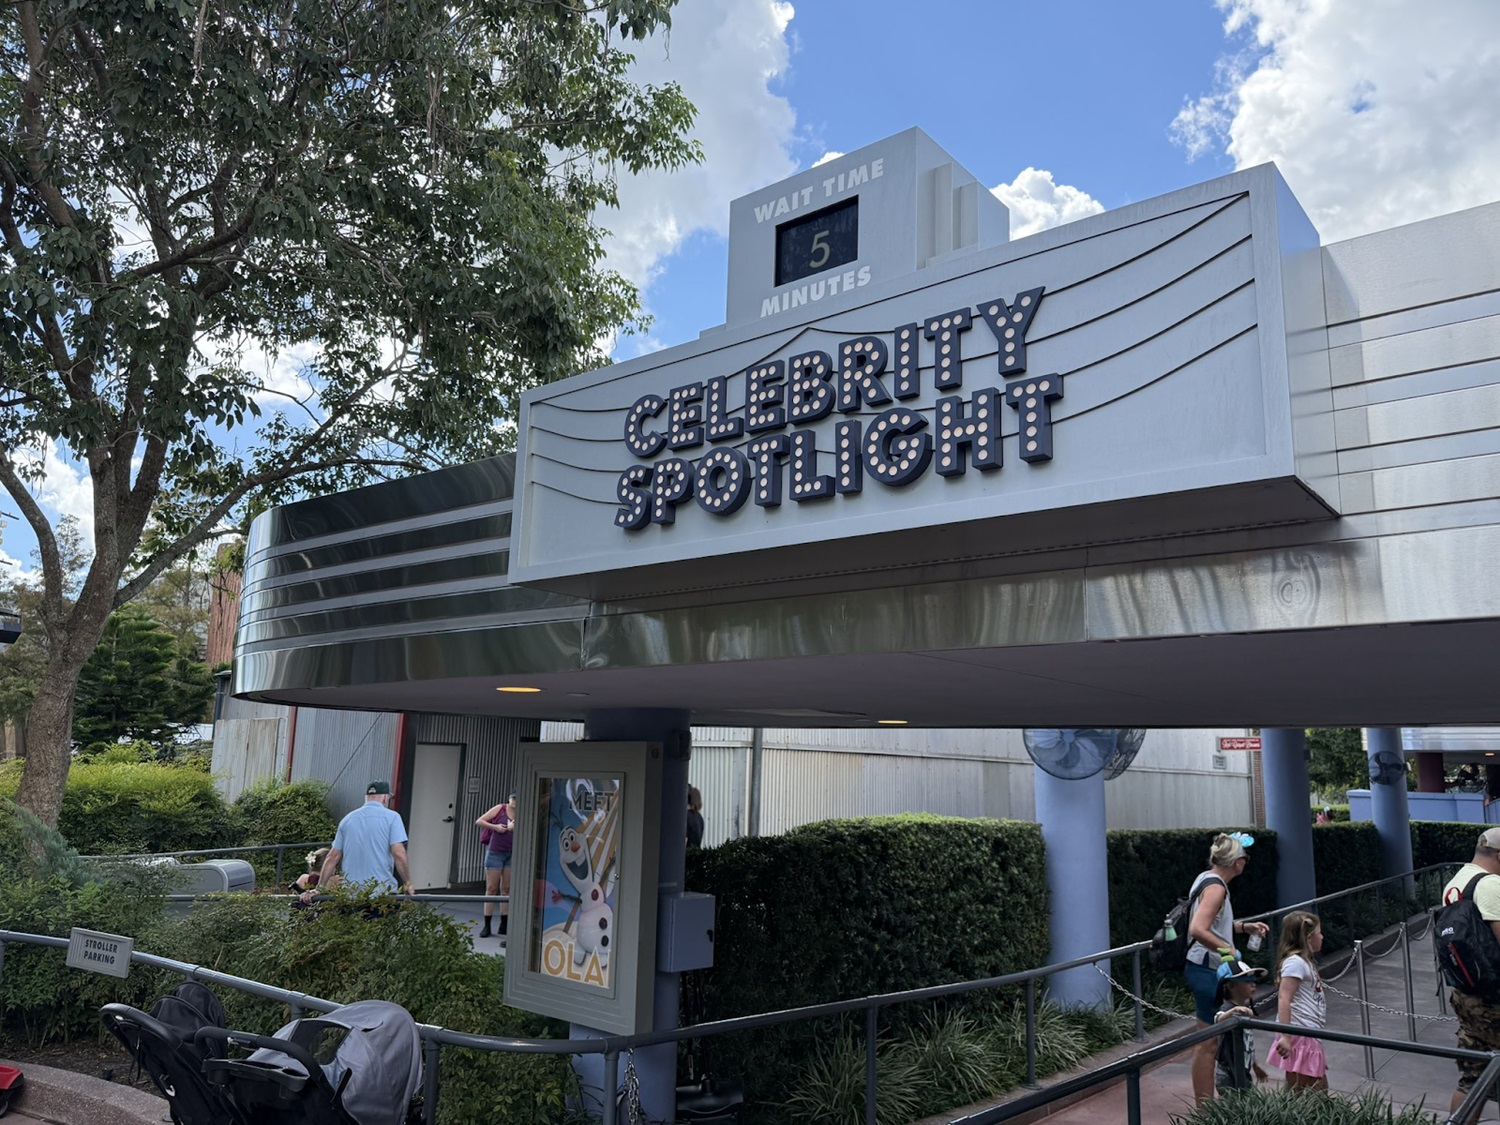 WAIT TIME
5
MINUTES
CELEBRITY
SPOTLIGHT
MEET
OLA
STROLLER
PARKING